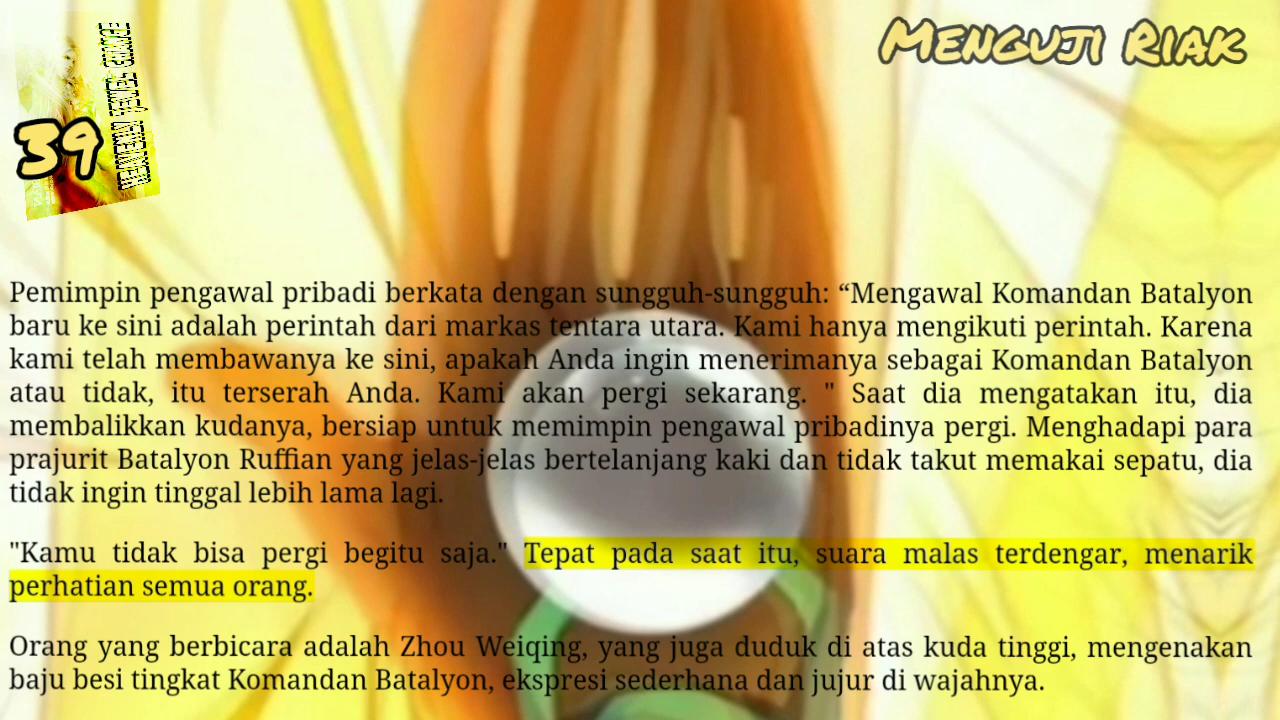 Menguji Riak
39
HEAVENLY JEWEL CHANGE
Pemimpin pengawal pribadi berkata dengan sungguh-sungguh: “Mengawal Komandan Batalyon
baru ke sini adalah perintah dari markas tentara utara. Kami hanya mengikuti perintah. Karena
kami telah membawanya ke sini, apakah Anda ingin menerimanya sebagai Komandan Batalyon
atau tidak, itu terserah Anda. Kami akan pergi sekarang. " Saat dia mengatakan itu, dia
membalikkan kudanya, bersiap untuk memimpin pengawal pribadinya pergi. Menghadapi para
prajurit Batalyon Ruffian yang jelas-jelas bertelanjang kaki dan tidak takut memakai sepatu, dia
tidak ingin tinggal lebih lama lagi.
"Kamu tidak bisa pergi begitu saja." Tepat pada saat itu, suara malas terdengar, menarik
perhatian semua orang.
Orang yang berbicara adalah Zhou Weiqing, yang juga duduk di atas kuda tinggi, mengenakan
baju besi tingkat Komandan Batalyon, ekspresi sederhana dan jujur di wajahnya.